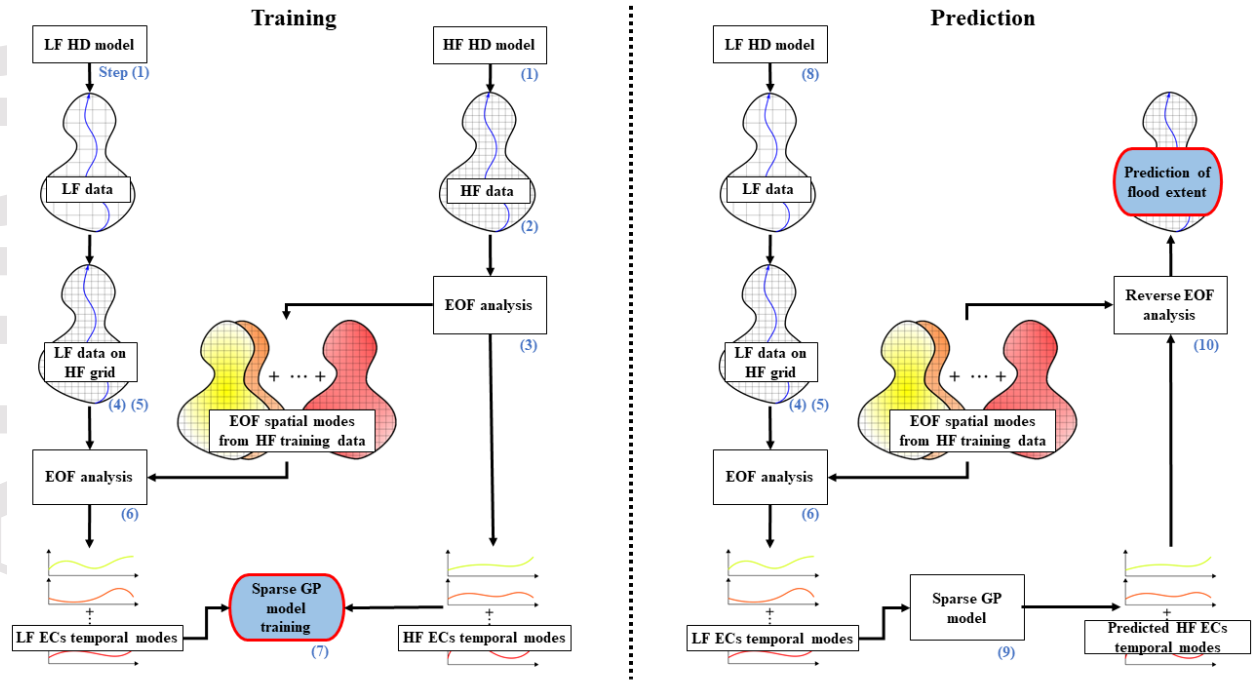 Training
LF HD model
Step (1)
LF data
LF data on
HF grid
(4) (5)
EOF analysis
(6)
+
⋮
LF ECs temporal modes
HF HD model
(1)
HF data
(2)
EOF analysis
(3)
+ ⋯ +
EOF spatial modes
from HF training data
Sparse GP
model
training
(7)
+
⋮
HF ECs temporal modes
Prediction
LF HD model
(8)
LF data
LF data on
HF grid
(4) (5)
EOF analysis
(6)
+
⋮
LF ECs temporal modes
+ ⋯ +
EOF spatial modes
from HF training data
Sparse GP
model
(9)
+
⋮
Predicted HF ECs
temporal modes
Reverse EOF
analysis
(10)
Prediction of
flood extent